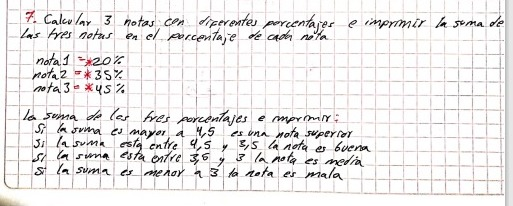 7. Calcular 3 notas con diferentes porcentajes e imprimir la suma de
las tres notas en el porcentaje de cada nota
nota1 = *20%
nota2 = *35%
nota3 = *45%
la suma de las tres porcentajes e imprimir:
Si la suma es mayor a 4,5 es una nota superior
Si la suma esta entre 4,5 y 3,5 la nota es buena
Si la suma esta entre 3,5 y 3 la nota es media
Si la suma es menor a 3 la nota es mala